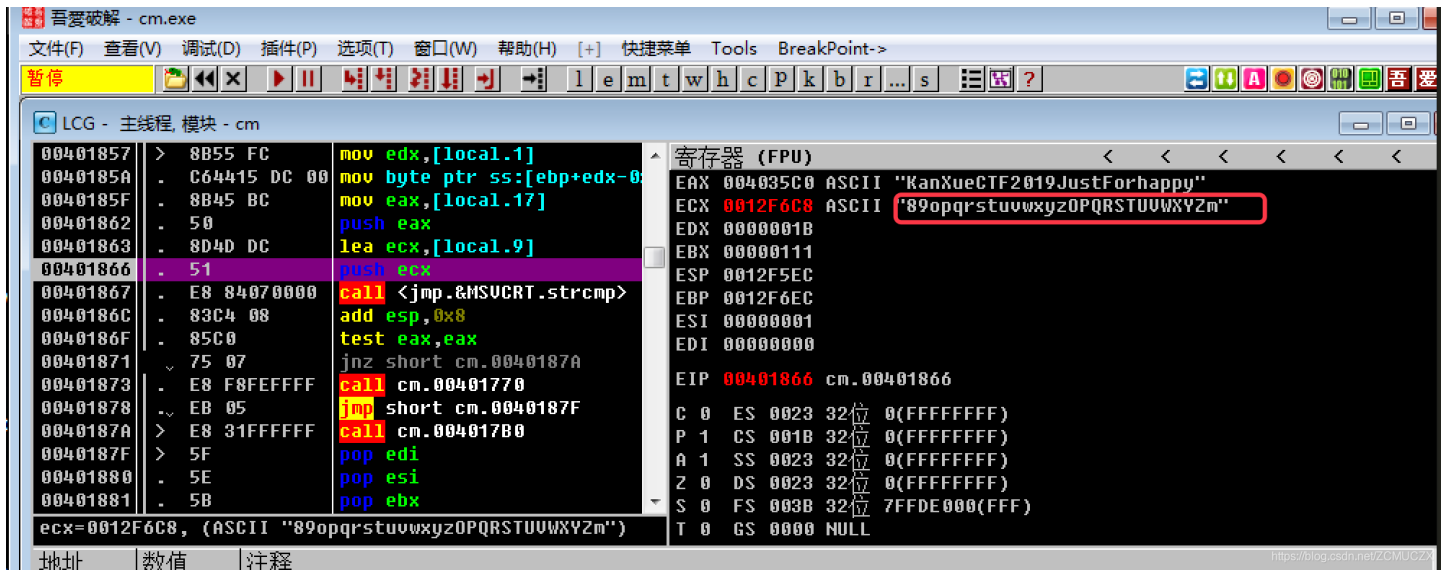 吾爱破解 - cm.exe
文件(F) 查看(V) 调试(D) 插件(P) 选项(T) 窗口(W) 帮助(H) [+] 快捷菜单 Tools BreakPoint->
暂停 l e m t w h c P k b r ... s ? 吾 爱
C LCG - 主线程, 模块 - cm
00401857 > 8B55 FC mov edx,[local.1]
0040185A . C64415 DC 00 mov byte ptr ss:[ebp+edx-0
0040185F . 8B45 BC mov eax,[local.17]
00401862 . 50 push eax
00401863 . 8D4D DC lea ecx,[local.9]
00401866 . 51 push ecx
00401867 . E8 84070000 call <jmp.&MSVCRT.strcmp>
0040186C . 83C4 08 add esp,0x8
0040186F . 85C0 test eax,eax
00401871 . 75 07 jnz short cm.0040187A
00401873 . E8 F8FEFFFF call cm.00401770
00401878 . EB 05 jmp short cm.0040187F
0040187A > E8 31FFFFFF call cm.004017B0
0040187F > 5F pop edi
00401880 . 5E pop esi
00401881 . 5B pop ebx
ecx=0012F6C8, (ASCII "89opqrstuvwxyzOPQRSTUVWXYZm")
地址 数值 注释
寄存器 (FPU) < < < < < <
EAX 004035C0 ASCII "KanXueCTF2019JustForhappy"
ECX 0012F6C8 ASCII "89opqrstuvwxyzOPQRSTUVWXYZm"
EDX 0000001B
EBX 00000111
ESP 0012F5EC
EBP 0012F6EC
ESI 00000001
EDI 00000000
EIP 00401866 cm.00401866
C 0 ES 0023 32位 0(FFFFFFFF)
P 1 CS 001B 32位 0(FFFFFFFF)
A 1 SS 0023 32位 0(FFFFFFFF)
Z 0 DS 0023 32位 0(FFFFFFFF)
S 0 FS 003B 32位 7FFDE000(FFF)
T 0 GS 0000 NULL
https://blog.csdn.net/ZCMUCZX